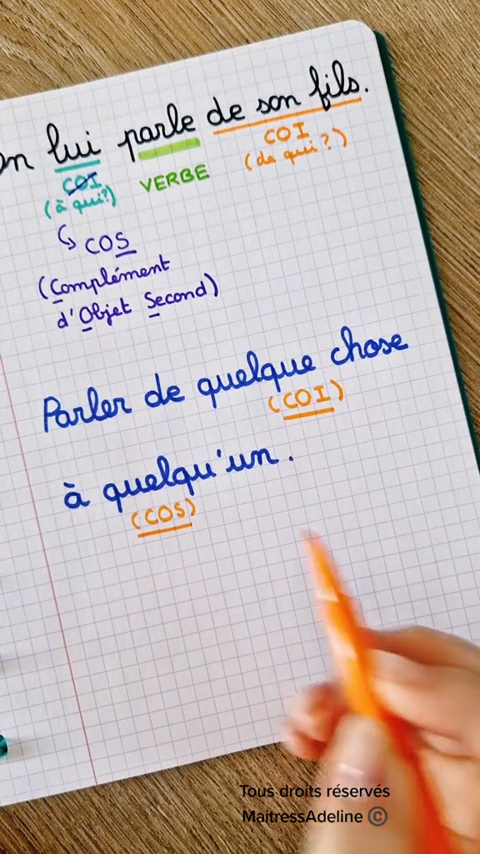 On lui parle de son fils.
COI VERBE COI
(à qui?) (de qui?)
↳ COS
(Complément
d'Objet Second)
Parler de quelque chose
(COI)
à quelqu'un.
(COS)
Tous droits réservés
MaitressAdeline ©